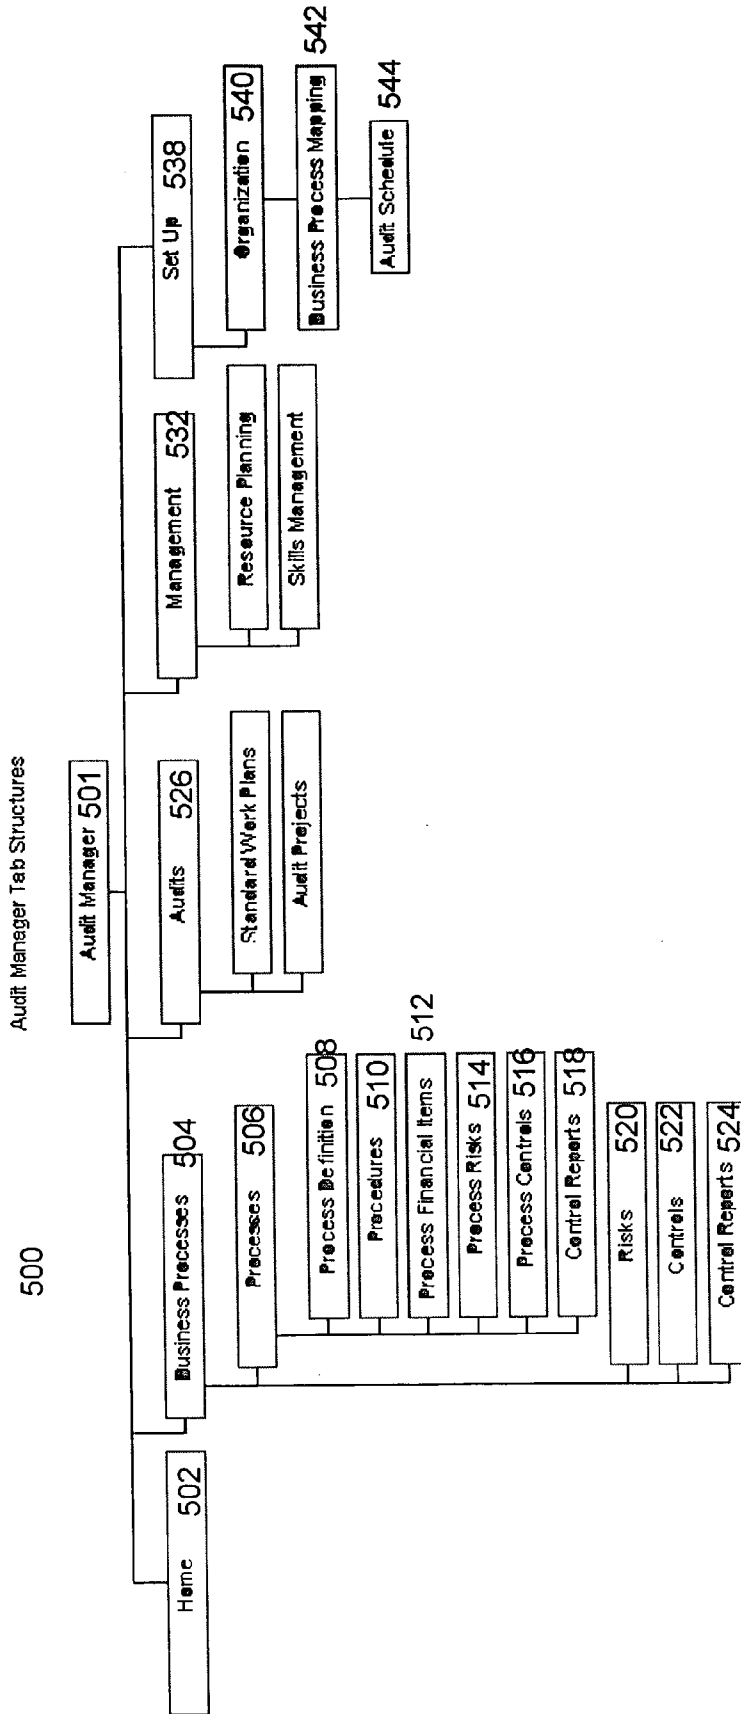 Audit Manager Tab Structures
500
Audit Manager 501
Home 502
Business Processes 504
Processes 506
Process Definition 508
Procedures 510
Process Financial Items 512
Process Risks 514
Process Controls 516
Control Reports 518
Risks 520
Controls 522
Control Reports 524
Audits 526
Standard Work Plans
Audit Projects
Management 532
Resource Planning
Skills Management
Set Up 538
Organization 540
Business Process Mapping 542
Audit Schedule 544